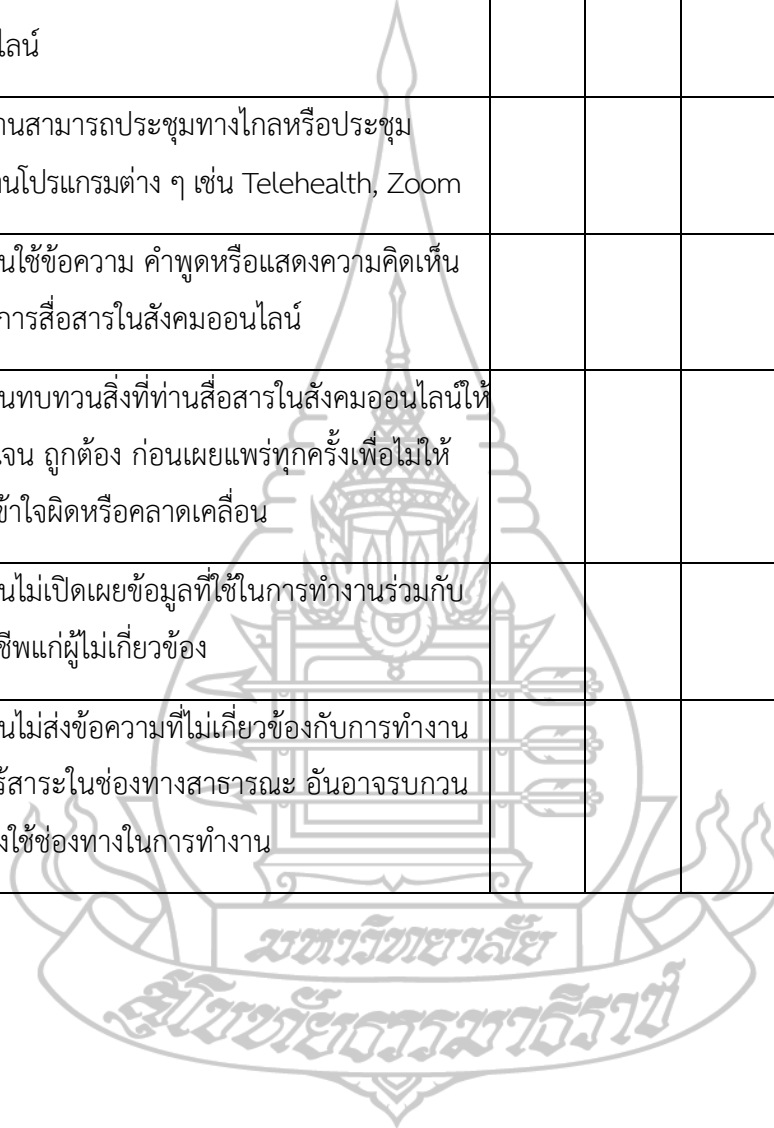 ไลน์
านสามารถประชุมทางไกลหรือประชุม
านโปรแกรมต่าง ๆ เช่น Telehealth, Zoom
นใช้ข้อความ คำพูดหรือแสดงความคิดเห็น
การสื่อสารในสังคมออนไลน์
นทบทวนสิ่งที่ท่านสื่อสารในสังคมออนไลน์ให้
เจน ถูกต้อง ก่อนเผยแพร่ทุกครั้งเพื่อไม่ให้
ข้าใจผิดหรือคลาดเคลื่อน
นไม่เปิดเผยข้อมูลที่ใช้ในการทำงานร่วมกับ
ชีพแก่ผู้ไม่เกี่ยวข้อง
นไม่ส่งข้อความที่ไม่เกี่ยวข้องกับการทำงาน
ร้สาระในช่องทางสาธารณะ อันอาจรบกวน
งใช้ช่องทางในการทำงาน
มหาวิทยาลัย
สุโขทัยธรรมาธิราช